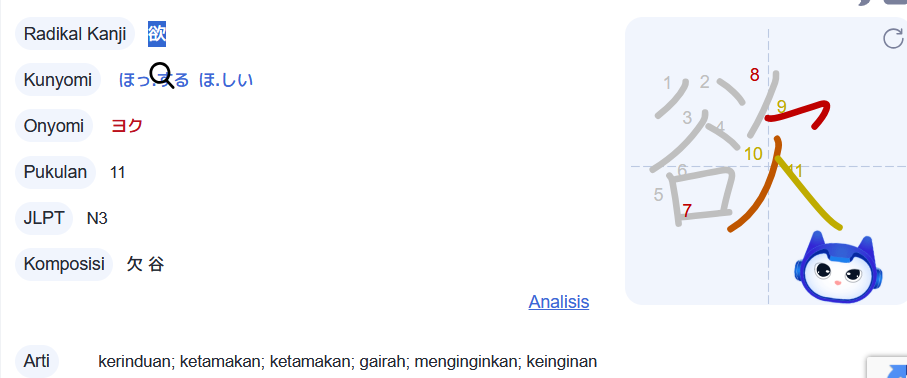 Radikal Kanji 欲
Kunyomi ほっ.する ほ.しい
Onyomi ヨク
Pukulan 11
JLPT N3
Komposisi 欠 谷
Analisis
Arti kerinduan; ketamakan; ketamakan; gairah; menginginkan; keinginan
1 2 8
9
3 4
10
6 11
5
7